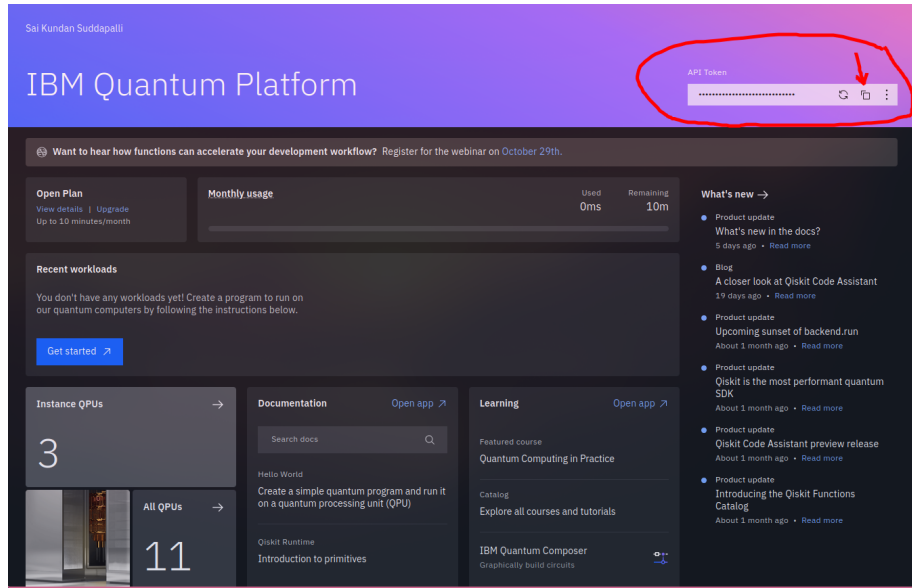 Sai Kundan Suddapalli
IBM Quantum Platform
API Token
Want to hear how functions can accelerate your development workflow? Register for the webinar on October 29th.
Open Plan
View details | Upgrade
Up to 10 minutes/month
Monthly usage
Used
0ms
Remaining
10m
Recent workloads
You don't have any workloads yet! Create a program to run on
our quantum computers by following the instructions below.
Get started
Instance QPUs
3
All QPUs
11
Documentation
Open app
Search docs
Hello World
Create a simple quantum program and run it
on a quantum processing unit (QPU)
Qiskit Runtime
Introduction to primitives
Learning
Open app
Featured course
Quantum Computing in Practice
Catalog
Explore all courses and tutorials
IBM Quantum Composer
Graphically build circuits
What's new
Product update
What's new in the docs?
5 days ago • Read more
Blog
A closer look at Qiskit Code Assistant
19 days ago • Read more
Product update
Upcoming sunset of backend.run
About 1 month ago • Read more
Product update
Qiskit is the most performant quantum
SDK
About 1 month ago • Read more
Product update
Qiskit Code Assistant preview release
About 1 month ago • Read more
Product update
Introducing the Qiskit Functions
Catalog
About 1 month ago • Read more